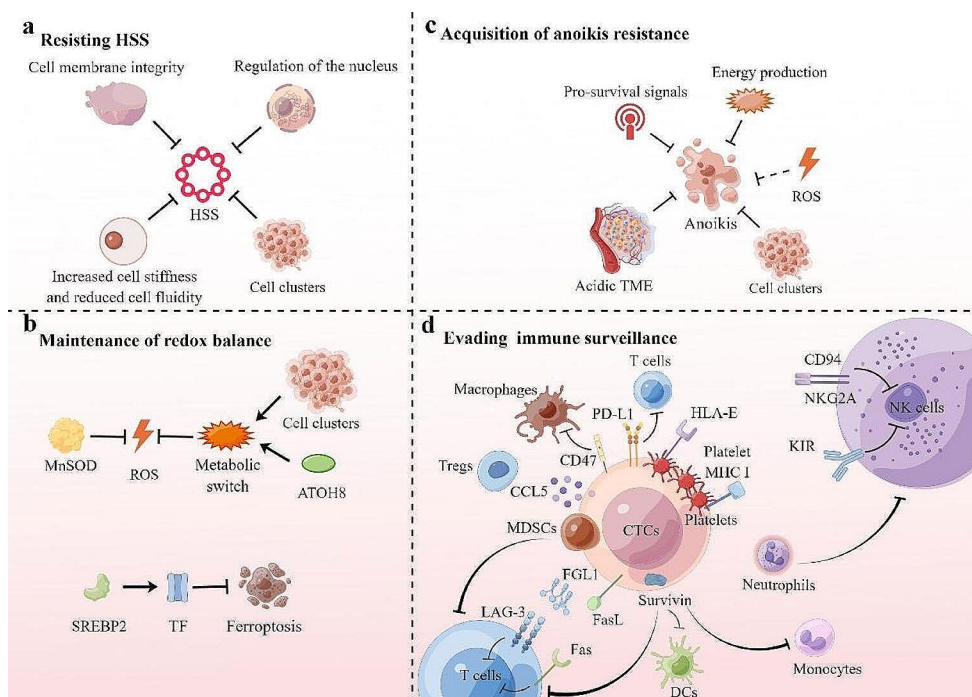 a Resisting HSS
Cell membrane integrity
Regulation of the nucleus
HSS
Increased cell stiffness
and reduced cell fluidity
Cell clusters
b Maintenance of redox balance
Cell clusters
MnSOD
ROS
Metabolic
switch
ATOH8
SREBP2
TF
Ferroptosis
c Acquisition of anoikis resistance
Energy production
Pro-survival signals
ROS
Anoikis
Acidic TME
Cell clusters
d Evading immune surveillance
T cells
Macrophages
PD-L1
HLA-E
CD47
Platelet
MHC I
Tregs
CCL5
Platelets
MDSCs
CTCs
FGL1
Survivin
FasL
LAG-3
Fas
T cells
DCs
Monocytes
Neutrophils
CD94
NKG2A
NK cells
KIR